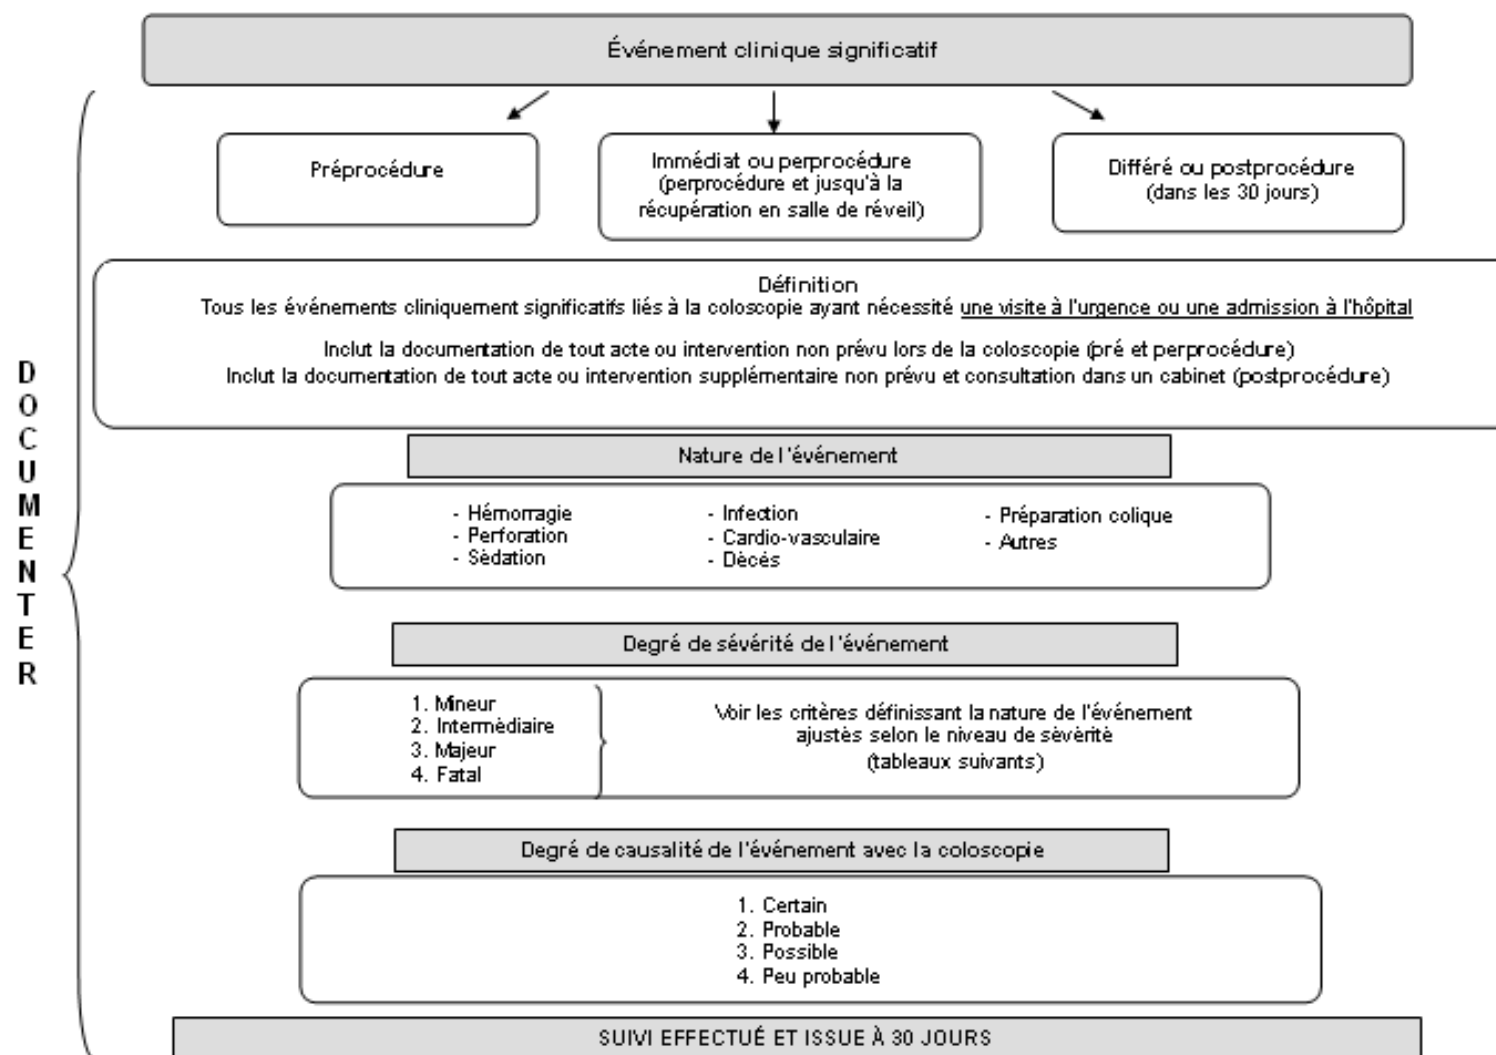 Événement clinique significatif
Préprocédure
Immédiat ou perprocédure
(perprocédure et jusqu'à la
récupération en salle de réveil)
Différé ou postprocédure
(dans les 30 jours)
Définition
Tous les événements cliniquement significatifs liés à la coloscopie ayant nécessité une visite à l'urgence ou une admission à l'hôpital
Inclut la documentation de tout acte ou intervention non prévu lors de la coloscopie (pré et perprocédure)
Inclut la documentation de tout acte ou intervention supplémentaire non prévu et consultation dans un cabinet (postprocédure)
DOCUMENTER
Nature de l'événement
- Hémorragie
- Perforation
- Sédation
- Infection
- Cardio-vasculaire
- Décès
- Préparation colique
- Autres
Degré de sévérité de l'événement
1. Mineur
2. Intermédiaire
3. Majeur
4. Fatal
Voir les critères définissant la nature de l'événement
ajustés selon le niveau de sévérité
(tableaux suivants)
Degré de causalité de l'événement avec la coloscopie
1. Certain
2. Probable
3. Possible
4. Peu probable
SUIVI EFFECTUÉ ET ISSUE À 30 JOURS